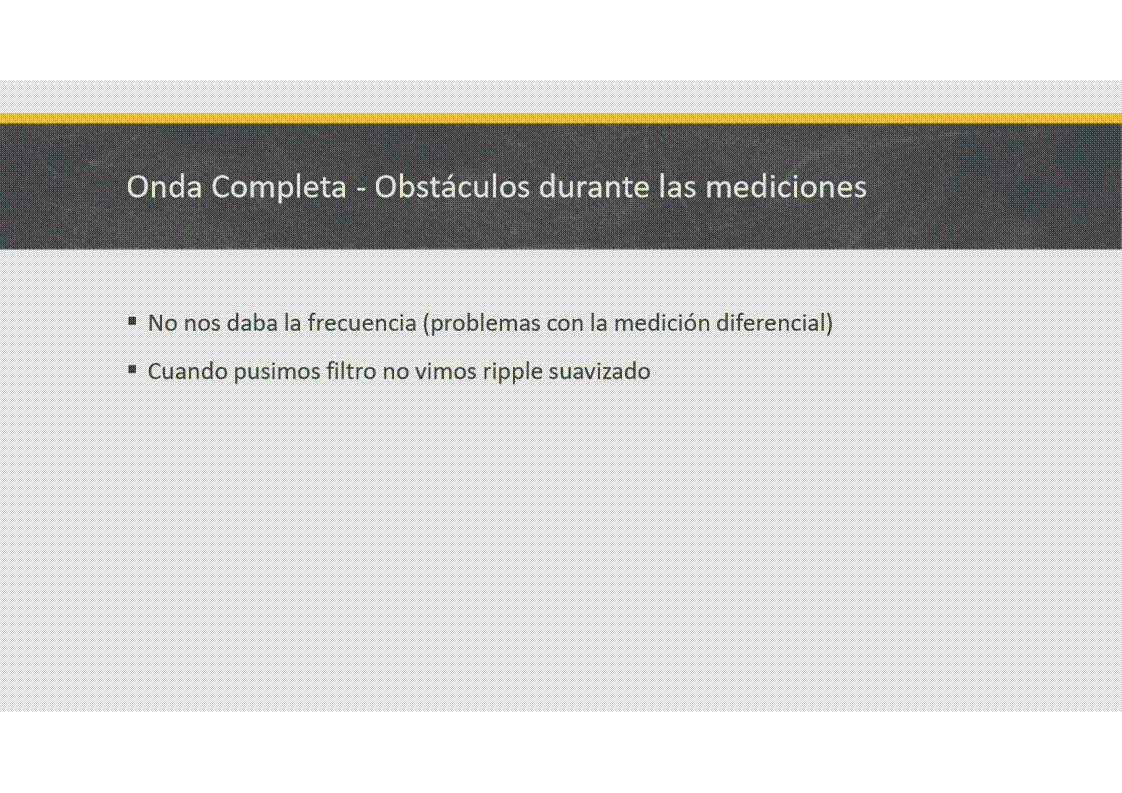 Onda Completa - Obstáculos durante las mediciones
▪ No nos daba la frecuencia (problemas con la medición diferencial)
▪ Cuando pusimos filtro no vimos ripple suavizado